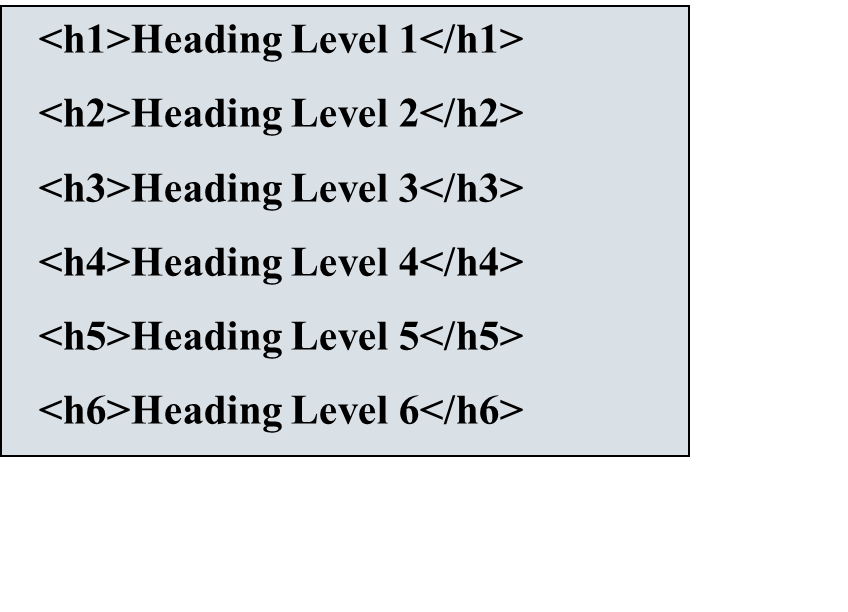 <h1>Heading Level 1</h1>
<h2>Heading Level 2</h2>
<h3>Heading Level 3</h3>
<h4>Heading Level 4</h4>
<h5>Heading Level 5</h5>
<h6>Heading Level 6</h6>